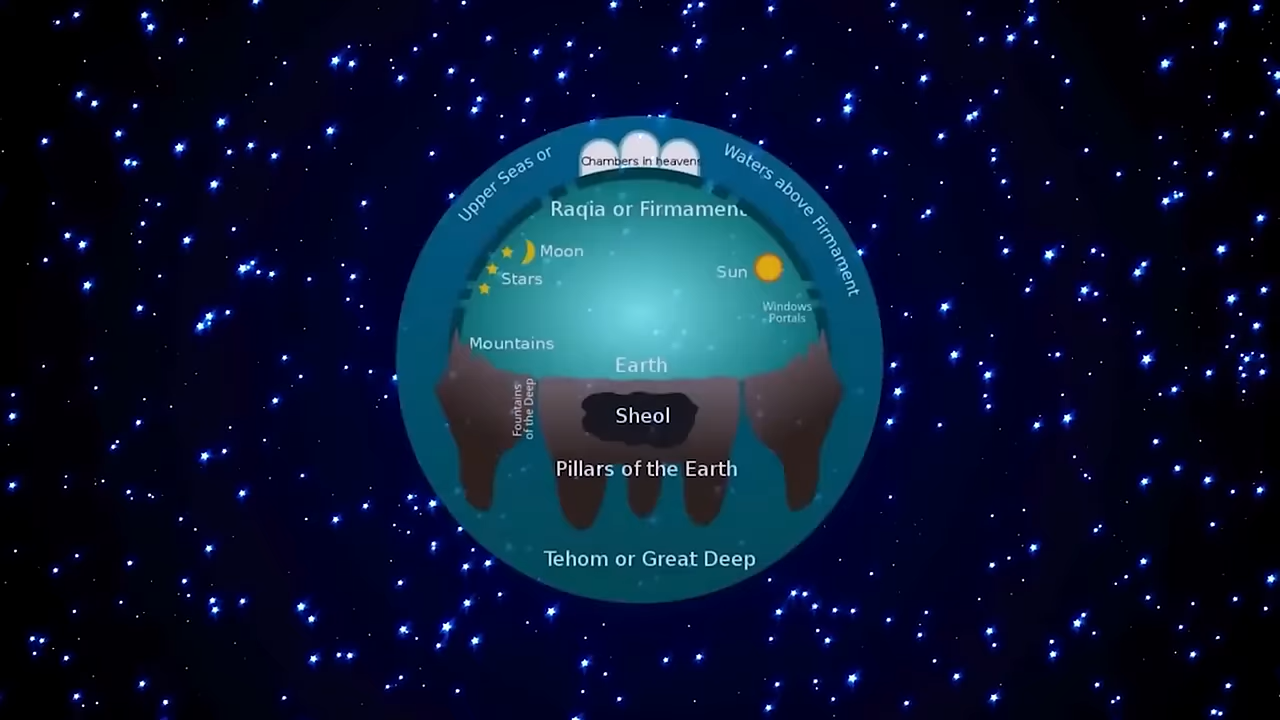 Upper Seas or
Waters above Firmament
Chambers in heavens
Raqia or Firmament
Moon
Stars
Sun
Windows
Portals
Mountains
Earth
Fountains
of the Deep
Sheol
Pillars of the Earth
Tehom or Great Deep